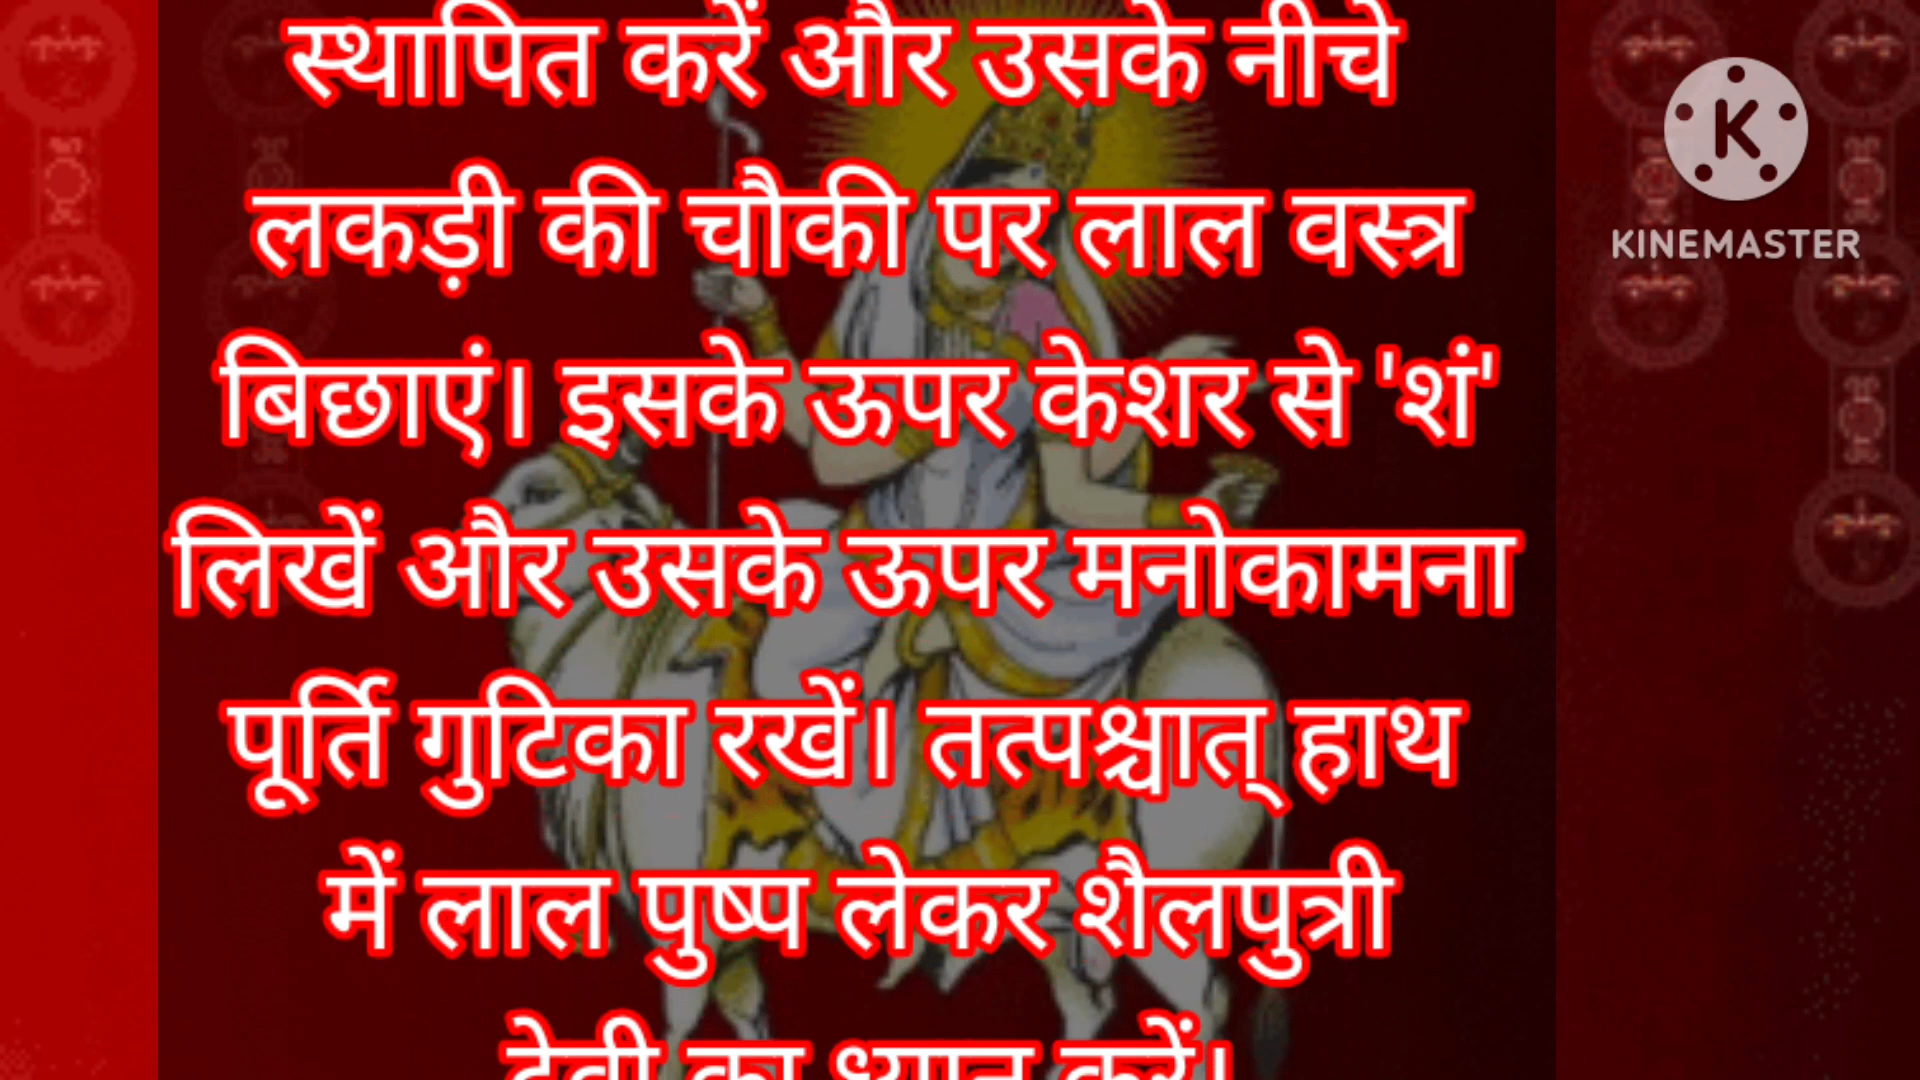 स्थापित करें और उसके नीचे
लकड़ी की चौकी पर लाल वस्त्र
बिछाएं। इसके ऊपर केशर से 'शं'
लिखें और उसके ऊपर मनोकामना
पूर्ति गुटिका रखें। तत्पश्चात् हाथ
में लाल पुष्प लेकर शैलपुत्री
देवी का ध्यान करें।
K
KINEMASTER